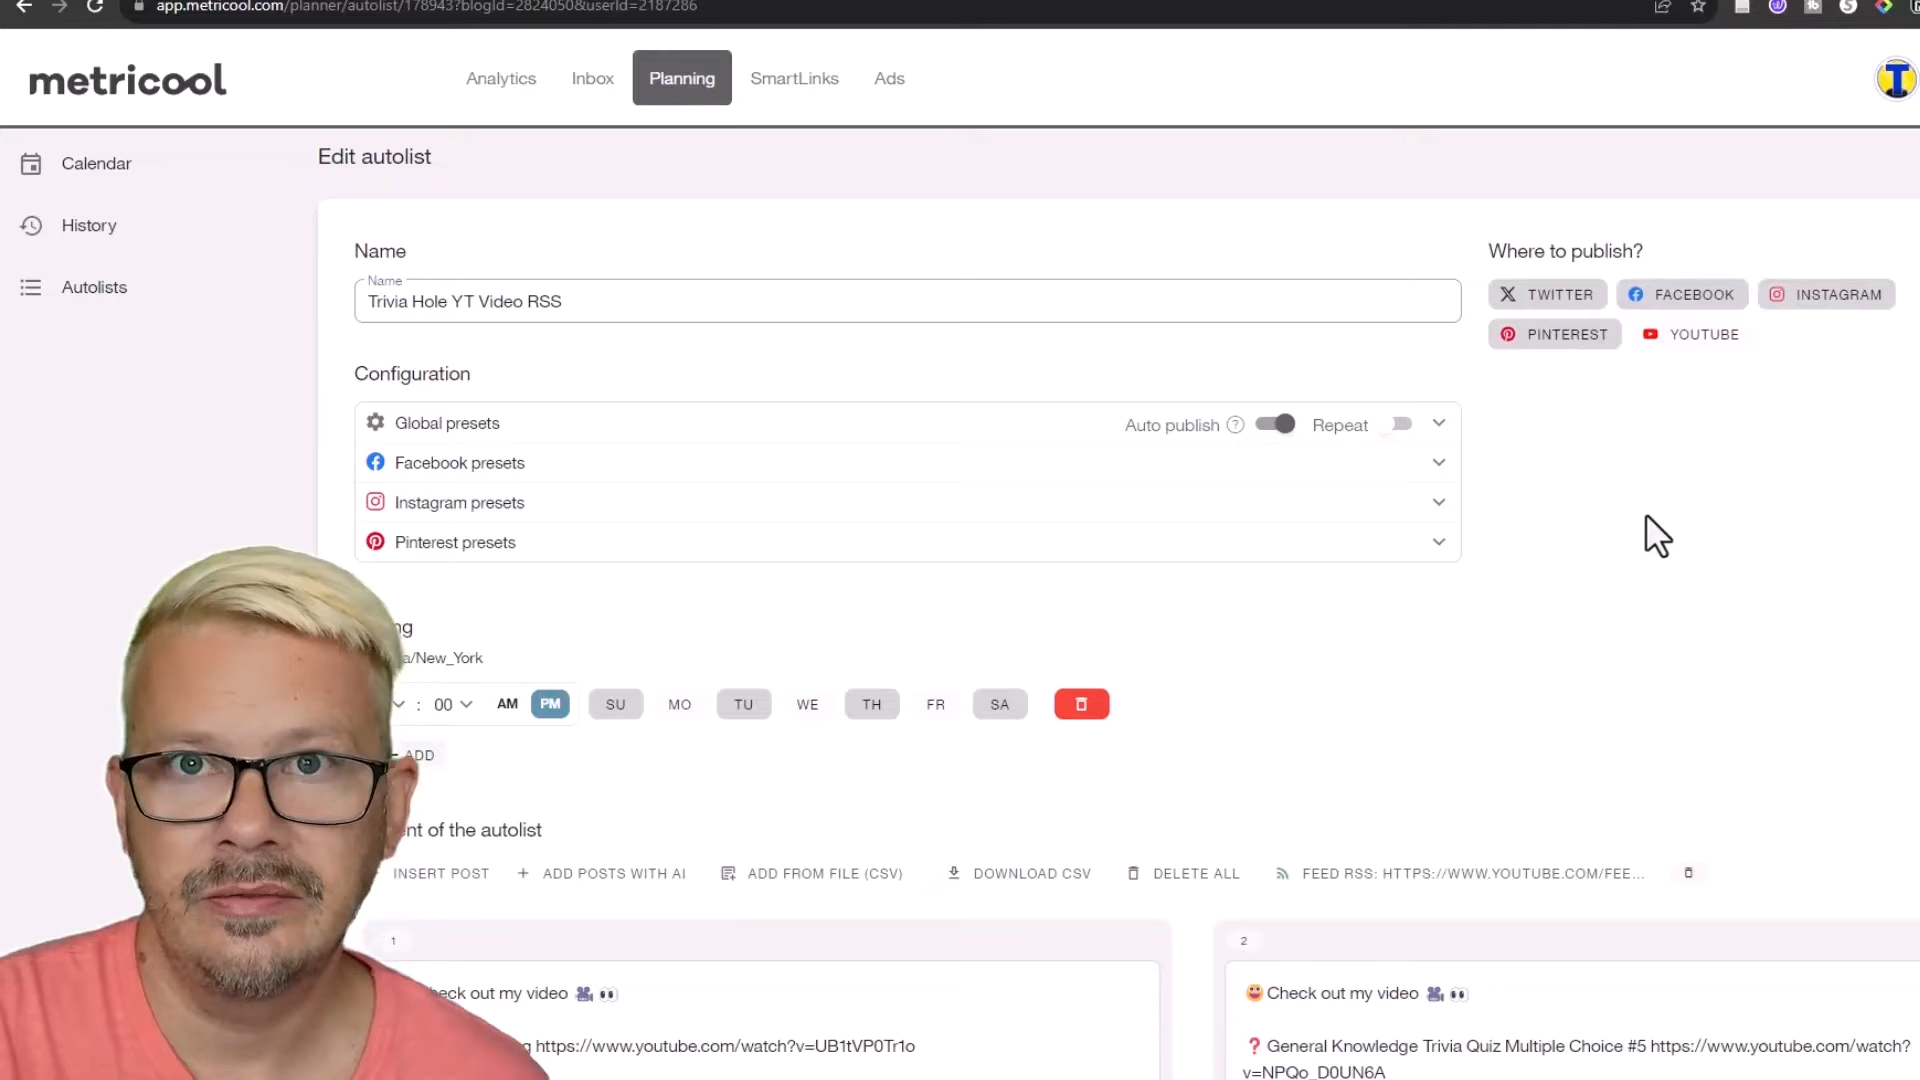 app.metricool.com/planner/autolist/178943?blogId=2824050&userId=2187286
metricool
Analytics
Inbox
Planning
SmartLinks
Ads
T
Calendar
History
Autolists
Edit autolist
Name
Name
Trivia Hole YT Video RSS
Where to publish?
TWITTER
FACEBOOK
INSTAGRAM
PINTEREST
YOUTUBE
Configuration
Global presets
Auto publish ?
Repeat
Facebook presets
Instagram presets
Pinterest presets
ng
a/New_York
: 00
AM
PM
SU
MO
TU
WE
TH
FR
SA
ADD
nt of the autolist
INSERT POST
+ ADD POSTS WITH AI
ADD FROM FILE (CSV)
DOWNLOAD CSV
DELETE ALL
FEED RSS: HTTPS://WWW.YOUTUBE.COM/FEE...
1
heck out my video 🎥 👀
g https://www.youtube.com/watch?v=UB1tVP0Tr1o
2
😀Check out my video 🎥 👀
❓ General Knowledge Trivia Quiz Multiple Choice #5 https://www.youtube.com/watch?
v=NPQo_D0UN6A